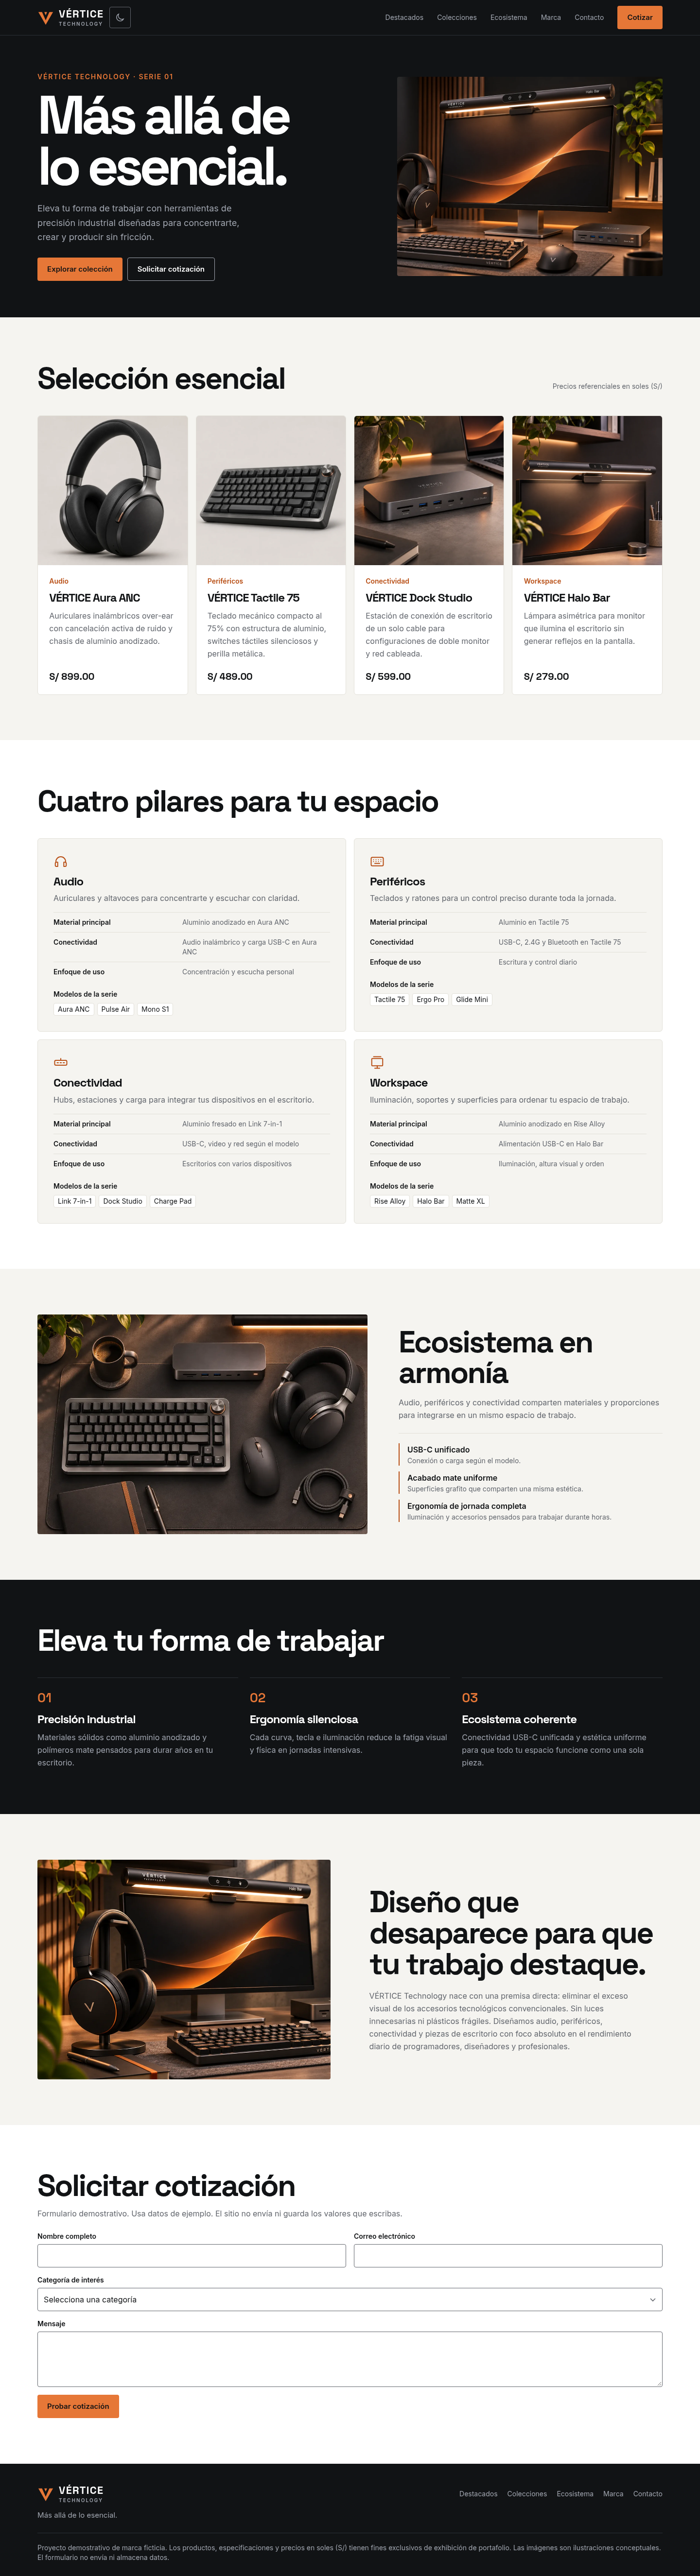 VÉRTICE
TECHNOLOGY
Destacados Colecciones Ecosistema Marca Contacto Cotizar
VÉRTICE TECHNOLOGY · SERIE 01
Más allá de
lo esencial.
Eleva tu forma de trabajar con herramientas de
precisión industrial diseñadas para concentrarte,
crear y producir sin fricción.
Explorar colección Solicitar cotización
VÉRTICE
Halo Bar
Selección esencial
Precios referenciales en soles (S/)
Audio
VÉRTICE Aura ANC
Auriculares inalámbricos over-ear
con cancelación activa de ruido y
chasis de aluminio anodizado.
S/ 899.00
Periféricos
VÉRTICE Tactile 75
Teclado mecánico compacto al
75% con estructura de aluminio,
switches táctiles silenciosos y
perilla metálica.
S/ 489.00
Conectividad
VÉRTICE Dock Studio
Estación de conexión de escritorio
de un solo cable para
configuraciones de doble monitor
y red cableada.
S/ 599.00
Workspace
VÉRTICE Halo Bar
Lámpara asimétrica para monitor
que ilumina el escritorio sin
generar reflejos en la pantalla.
S/ 279.00
Cuatro pilares para tu espacio
Audio
Auriculares y altavoces para concentrarte y escuchar con claridad.
Material principal Aluminio anodizado en Aura ANC
Conectividad Audio inalámbrico y carga USB-C en Aura
ANC
Enfoque de uso Concentración y escucha personal
Modelos de la serie
Aura ANC Pulse Air Mono S1
Periféricos
Teclados y ratones para un control preciso durante toda la jornada.
Material principal Aluminio en Tactile 75
Conectividad USB-C, 2.4G y Bluetooth en Tactile 75
Enfoque de uso Escritura y control diario
Modelos de la serie
Tactile 75 Ergo Pro Glide Mini
Conectividad
Hubs, estaciones y carga para integrar tus dispositivos en el escritorio.
Material principal Aluminio fresado en Link 7-in-1
Conectividad USB-C, video y red según el modelo
Enfoque de uso Escritorios con varios dispositivos
Modelos de la serie
Link 7-in-1 Dock Studio Charge Pad
Workspace
Iluminación, soportes y superficies para ordenar tu espacio de trabajo.
Material principal Aluminio anodizado en Rise Alloy
Conectividad Alimentación USB-C en Halo Bar
Enfoque de uso Iluminación, altura visual y orden
Modelos de la serie
Rise Alloy Halo Bar Matte XL
Ecosistema en
armonía
Audio, periféricos y conectividad comparten materiales y proporciones
para integrarse en un mismo espacio de trabajo.
USB-C unificado
Conexión o carga según el modelo.
Acabado mate uniforme
Superficies grafito que comparten una misma estética.
Ergonomía de jornada completa
Iluminación y accesorios pensados para trabajar durante horas.
Eleva tu forma de trabajar
01
Precisión industrial
Materiales sólidos como aluminio anodizado y
polímeros mate pensados para durar años en tu
escritorio.
02
Ergonomía silenciosa
Cada curva, tecla e iluminación reduce la fatiga visual
y física en jornadas intensivas.
03
Ecosistema coherente
Conectividad USB-C unificada y estética uniforme
para que todo tu espacio funcione como una sola
pieza.
VÉRTICE
Halo Bar
Diseño que
desaparece para que
tu trabajo destaque.
VÉRTICE Technology nace con una premisa directa: eliminar el exceso
visual de los accesorios tecnológicos convencionales. Sin luces
innecesarias ni plásticos frágiles. Diseñamos audio, periféricos,
conectividad y piezas de escritorio con foco absoluto en el rendimiento
diario de programadores, diseñadores y profesionales.
Solicitar cotización
Formulario demostrativo. Usa datos de ejemplo. El sitio no envía ni guarda los valores que escribas.
Nombre completo Correo electrónico
Categoría de interés
Selecciona una categoría
Mensaje
Probar cotización
VÉRTICE
TECHNOLOGY
Destacados Colecciones Ecosistema Marca Contacto
Más allá de lo esencial.
Proyecto demostrativo de marca ficticia. Los productos, especificaciones y precios en soles (S/) tienen fines exclusivos de exhibición de portafolio. Las imágenes son ilustraciones conceptuales.
El formulario no envía ni almacena datos.